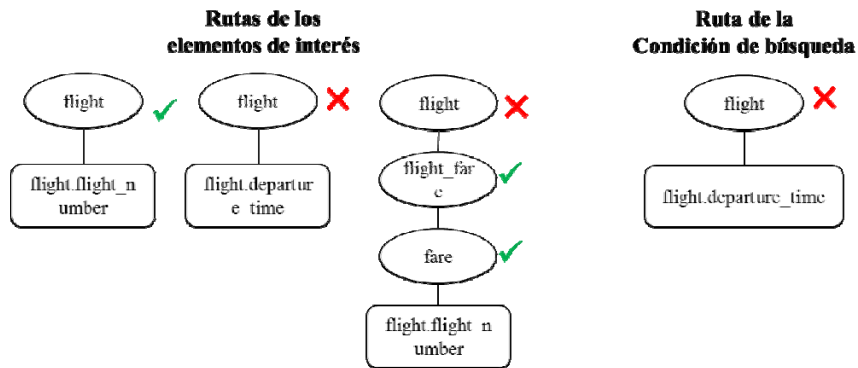 Rutas de los
elementos de interés
flight
flight.flight_n
umber
flight
flight.departur
e_time
flight
flight_far
e
fare
flight.flight_n
umber
Ruta de la
Condición de búsqueda
flight
flight.departure_time